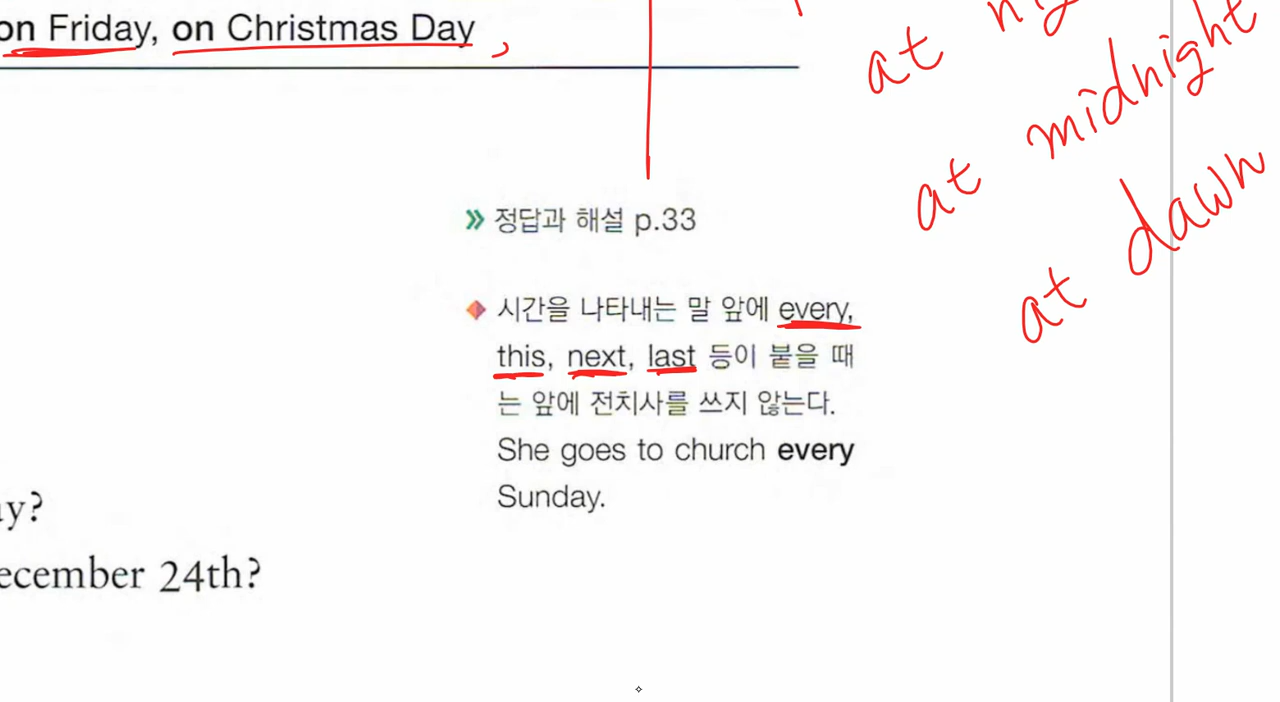 on Friday, on Christmas Day,
at
at midnight
at dawn
» 정답과 해설 p.33
시간을 나타내는 말 앞에 every,
this, next, last 등이 붙을 때
는 앞에 전치사를 쓰지 않는다.
She goes to church every
Sunday.
ay?
ecember 24th?